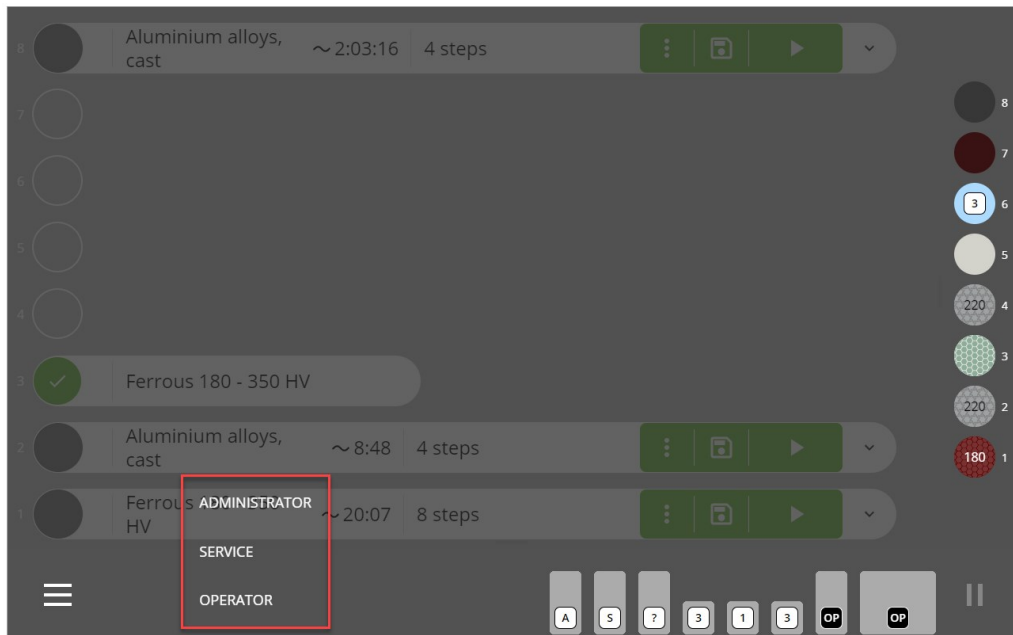 8
Aluminium alloys,
cast
~ 2:03:16
4 steps
7
6
5
4
3
Ferrous 180 - 350 HV
2
Aluminium alloys,
cast
~ 8:48
4 steps
1
Ferrous
HV
~ 20:07
8 steps
8
7
3 6
5
220 4
3
220 2
180 1
ADMINISTRATOR
SERVICE
OPERATOR
A S ? 3 1 3 OP OP